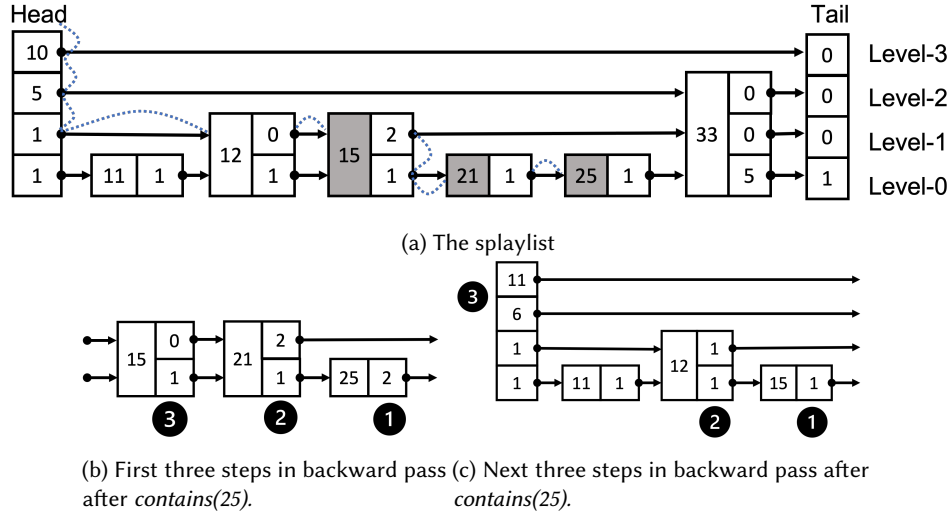 Head Tail
10 0 Level-3
5 0 0 Level-2
1 12 0 15 2 33 0 0 Level-1
1 11 1 1 1 21 1 25 1 5 1 Level-0
(a) The splaylist
15 0 1 21 2 1 25 2
3 2 1
(b) First three steps in backward pass
after contains(25).
3 11
6
1 12 1
1 11 1 1 15 1
2 1
(c) Next three steps in backward pass after
contains(25).